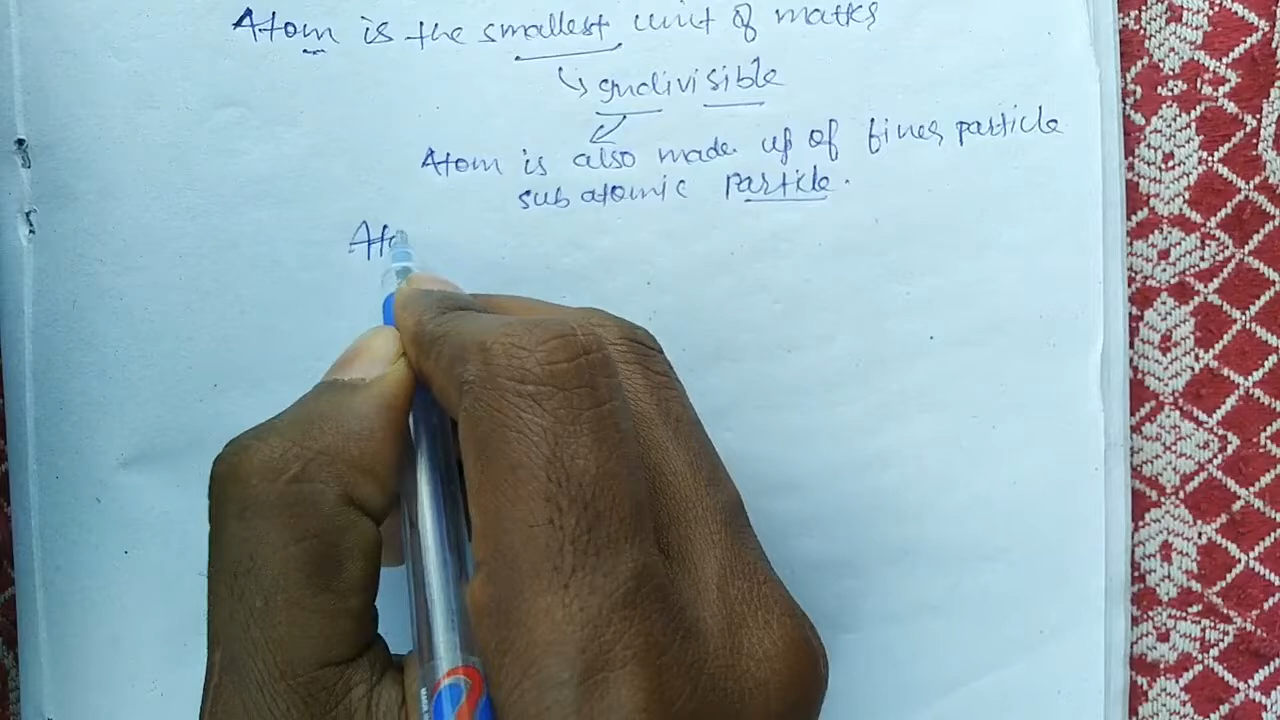 Atom is the smallest unit of matter
↳ Indivisible
Atom is also made up of finer particle
sub atomic particle.
Ato